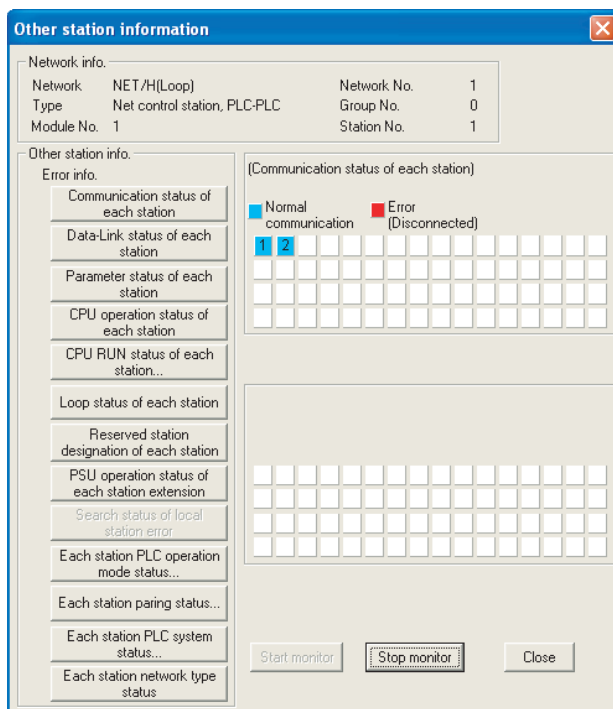 Other station information
Network info.
Network NET/H(Loop) Network No. 1
Type Net control station, PLC-PLC Group No. 0
Module No. 1 Station No. 1
Other station info.
Error info.
Communication status of
each station
Data-Link status of each
station
Parameter status of each
station
CPU operation status of
each station
CPU RUN status of each
station...
Loop status of each station
Reserved station
designation of each station
PSU operation status of
each station extension
Search status of local
station error
Each station PLC operation
mode status...
Each station paring status...
Each station PLC system
status...
Each station network type
status
(Communication status of each station)
Normal Error
communication (Disconnected)
1 2
Start monitor Stop monitor Close